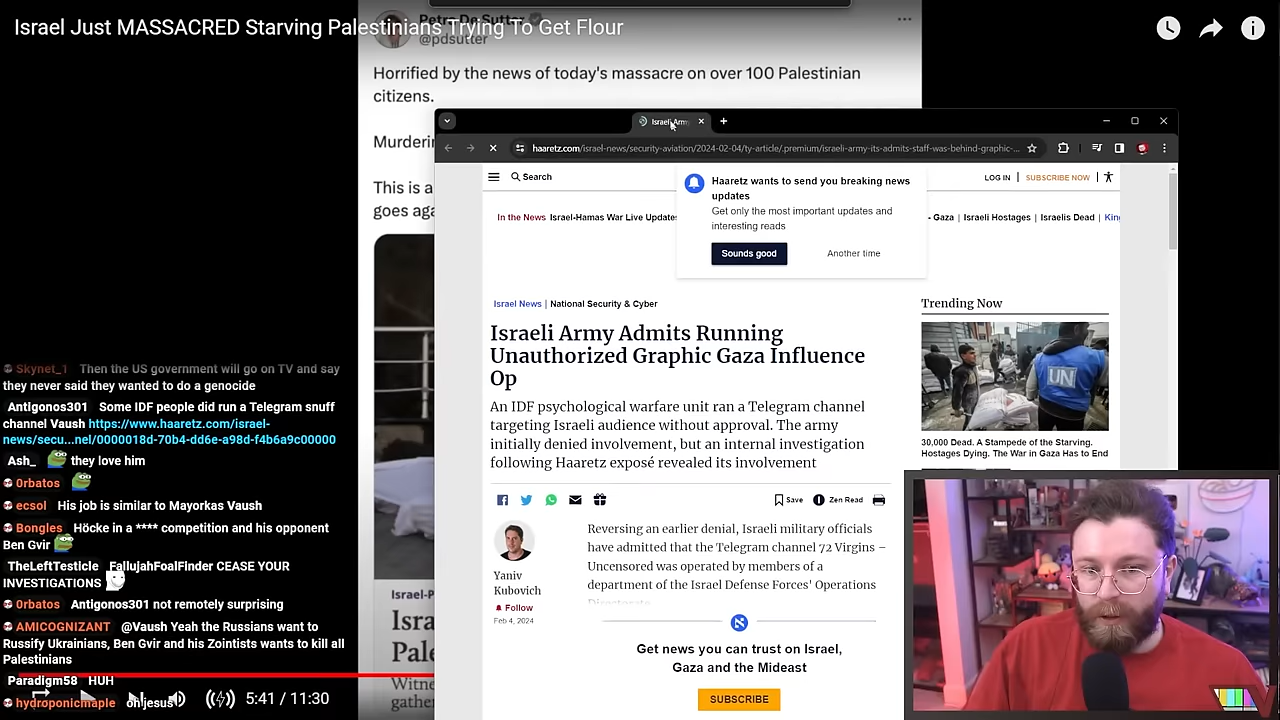 Israel Just MASSACRED Starving Palestinians Trying To Get Flour
Petra De Sutter
@pdsutter
Horrified by the news of today's massacre on over 100 Palestinian
citizens.
This is a
Israeli Arm
haaretz.com/israel-news/security-aviation/2024-02-04/ty-article/.premium/israeli-army-its-admits-staff-was-behind-graphic-...
Search
LOG IN | SUBSCRIBE NOW
Haaretz wants to send you breaking news
updates
Get only the most important updates and
interesting reads
Sounds good
Another time
In the News Israel-Hamas War Live Updates
- Gaza | Israeli Hostages | Israelis Dead |
Israel News | National Security & Cyber
Israeli Army Admits Running
Unauthorized Graphic Gaza Influence
Op
An IDF psychological warfare unit ran a Telegram channel
targeting Israeli audience without approval. The army
initially denied involvement, but an internal investigation
following Haaretz exposé revealed its involvement
Save
Zen Read
Yaniv
Kubovich
Follow
Feb 4, 2024
Reversing an earlier denial, Israeli military officials
have admitted that the Telegram channel 72 Virgins –
Uncensored was operated by members of a
department of the Israel Defense Forces' Operations
Directorate
Get news you can trust on Israel,
Gaza and the Mideast
SUBSCRIBE
Trending Now
UN
30,000 Dead. A Stampede of the Starving.
Hostages Dying. The War in Gaza Has to End
Skynet_1 Then the US government will go on TV and say
they never said they wanted to do a genocide
Antigonos301 Some IDF people did run a Telegram snuff
channel Vaush https://www.haaretz.com/israel-
news/secu...nel/0000018d-70b4-dd6e-a98d-f4b6a9c00000
Ash_ they love him
0rbatos
ecsol His job is similar to Mayorkas Vaush
Bongles Höcke in a **** competition and his opponent
Ben Gvir
TheLeftTesticle FallujahFoalFinder CEASE YOUR
INVESTIGATIONS
0rbatos Antigonos301 not remotely surprising
AMICOGNIZANT @Vaush Yeah the Russians want to
Russify Ukrainians, Ben Gvir and his Zointists wants to kill all
Palestinians
Paradigm58 HUH
hydroponicmaple oh jesus
5:41 / 11:30